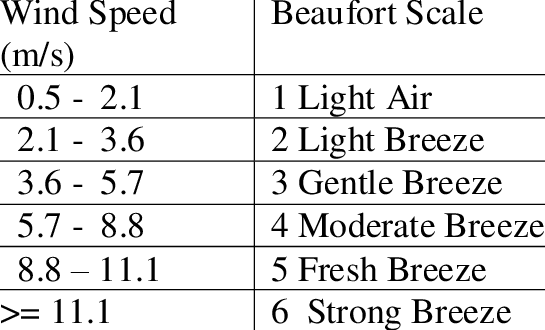 Wind Speed (m/s) Beaufort Scale
0.5 - 2.1 1 Light Air
2.1 - 3.6 2 Light Breeze
3.6 - 5.7 3 Gentle Breeze
5.7 - 8.8 4 Moderate Breeze
8.8 – 11.1 5 Fresh Breeze
>= 11.1 6 Strong Breeze